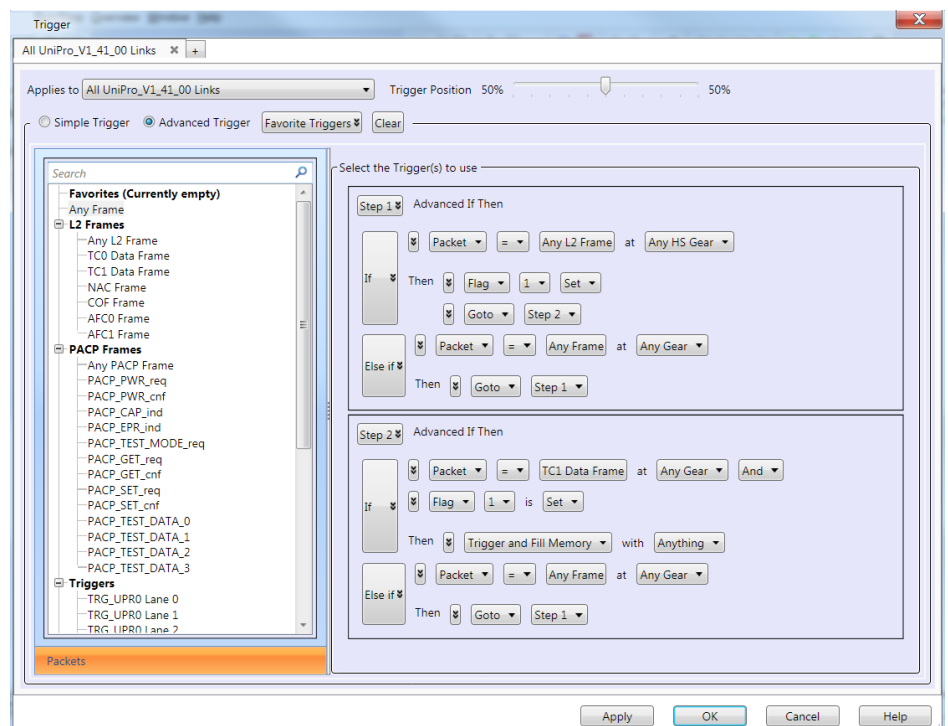 Trigger
All UniPro_V1_41_00 Links × +
Applies to All UniPro_V1_41_00 Links Trigger Position 50% 50%
Simple Trigger Advanced Trigger Favorite Triggers Clear
Search
Favorites (Currently empty)
Any Frame
L2 Frames
Any L2 Frame
TC0 Data Frame
TC1 Data Frame
NAC Frame
COF Frame
AFC0 Frame
AFC1 Frame
PACP Frames
Any PACP Frame
PACP_PWR_req
PACP_PWR_cnf
PACP_CAP_ind
PACP_EPR_ind
PACP_TEST_MODE_req
PACP_GET_req
PACP_GET_cnf
PACP_SET_req
PACP_SET_cnf
PACP_TEST_DATA_0
PACP_TEST_DATA_1
PACP_TEST_DATA_2
PACP_TEST_DATA_3
Triggers
TRG_UPR0 Lane 0
TRG_UPR0 Lane 1
TRG_UPR0 Lane 2
Packets
Select the Trigger(s) to use
Step 1 Advanced If Then
If
Packet = Any L2 Frame at Any HS Gear
Then Flag 1 Set
Goto Step 2
Else if
Packet = Any Frame at Any Gear
Then Goto Step 1
Step 2 Advanced If Then
If
Packet = TC1 Data Frame at Any Gear And
Flag 1 is Set
Then Trigger and Fill Memory with Anything
Else if
Packet = Any Frame at Any Gear
Then Goto Step 1
Apply OK Cancel Help